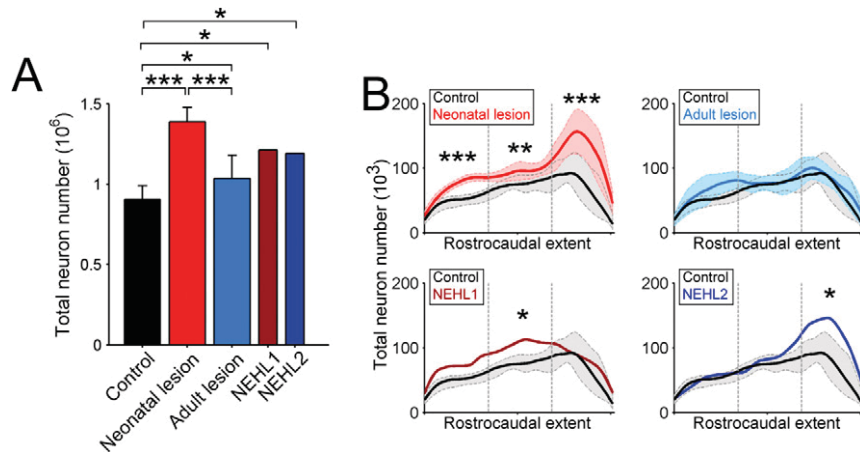 A
*
*
*
*** ***
Total neuron number (10⁶)
1.5
1
0.5
0
Control
Neonatal lesion
Adult lesion
NEHL1
NEHL2
B
Total neuron number (10³)
200
100
0
Control
Neonatal lesion
***
**
***
Rostrocaudal extent
200
100
0
Control
Adult lesion
Rostrocaudal extent
200
100
0
Control
NEHL1
*
Rostrocaudal extent
200
100
0
Control
NEHL2
*
Rostrocaudal extent